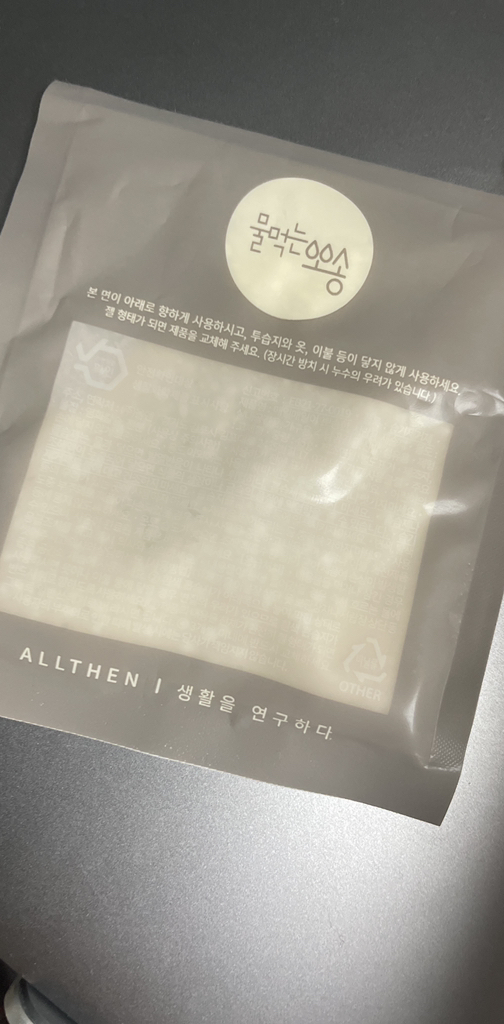 물먹는 뽀송
본 면이 아래로 향하게 사용하시고, 투습지와 옷, 이불 등이 닿지 않게 사용하세요.
겔 형태가 되면 제품을 교체해 주세요. (장시간 방치 시 누수의 우려가 있습니다.)
OTHER
ALLTHEN | 생활을 연구하다